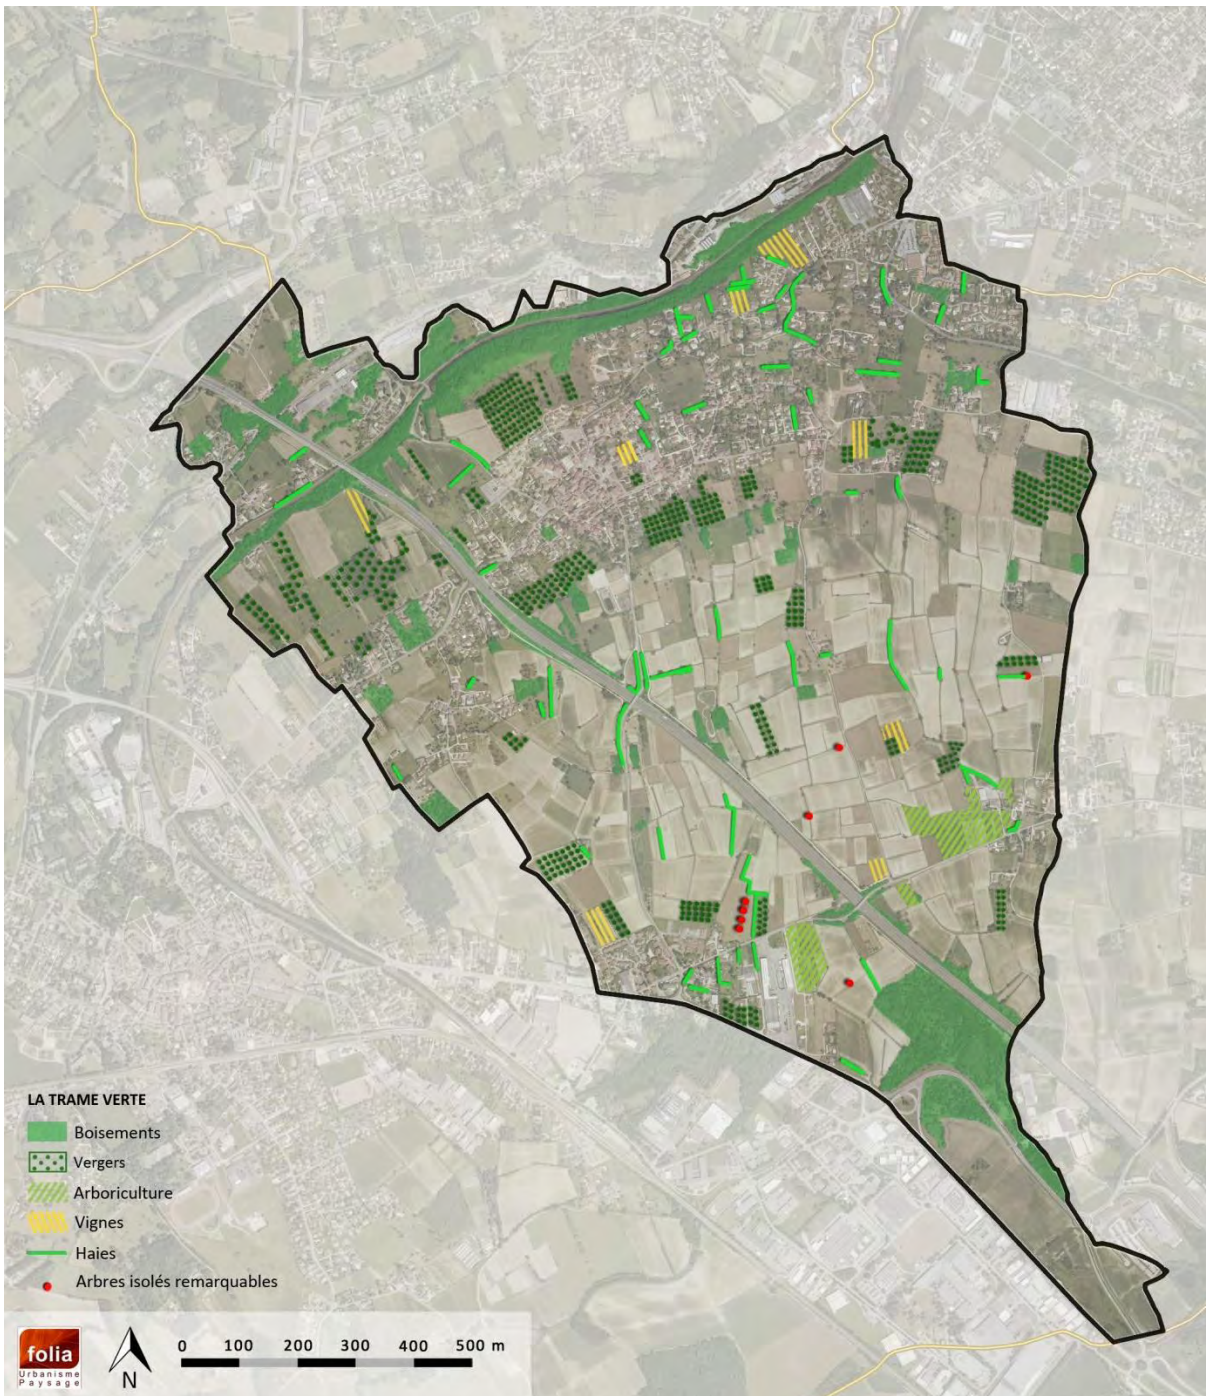 LA TRAME VERTE
Boisements
Vergers
Arboriculture
Vignes
Haies
Arbres isolés remarquables
folia
Urbanisme
Paysage
N
0 100 200 300 400 500 m